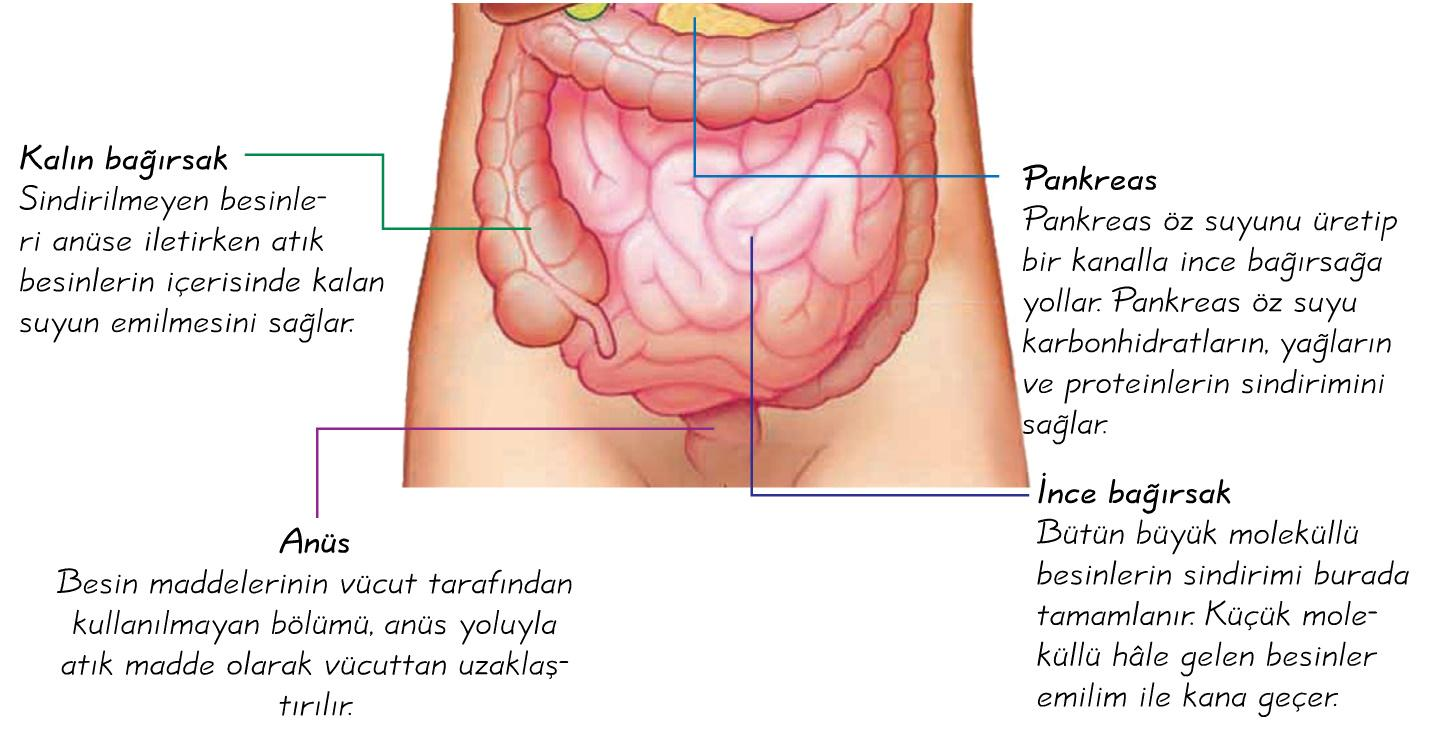 Kalın bağırsak
Sindirilmeyen besinle-
ri anüse iletirken atık
besinlerin içerisinde kalan
suyun emilmesini sağlar.
Pankreas
Pankreas öz suyunu üretip
bir kanalla ince bağırsağa
yollar. Pankreas öz suyu
karbonhidratların, yağların
ve proteinlerin sindirimini
sağlar.
Anüs
Besin maddelerinin vücut tarafından
kullanılmayan bölümü, anüs yoluyla
atık madde olarak vücuttan uzaklaş-
tırılır.
İnce bağırsak
Bütün büyük moleküllü
besinlerin sindirimi burada
tamamlanır. Küçük mole-
küllü hâle gelen besinler
emilim ile kana geçer.